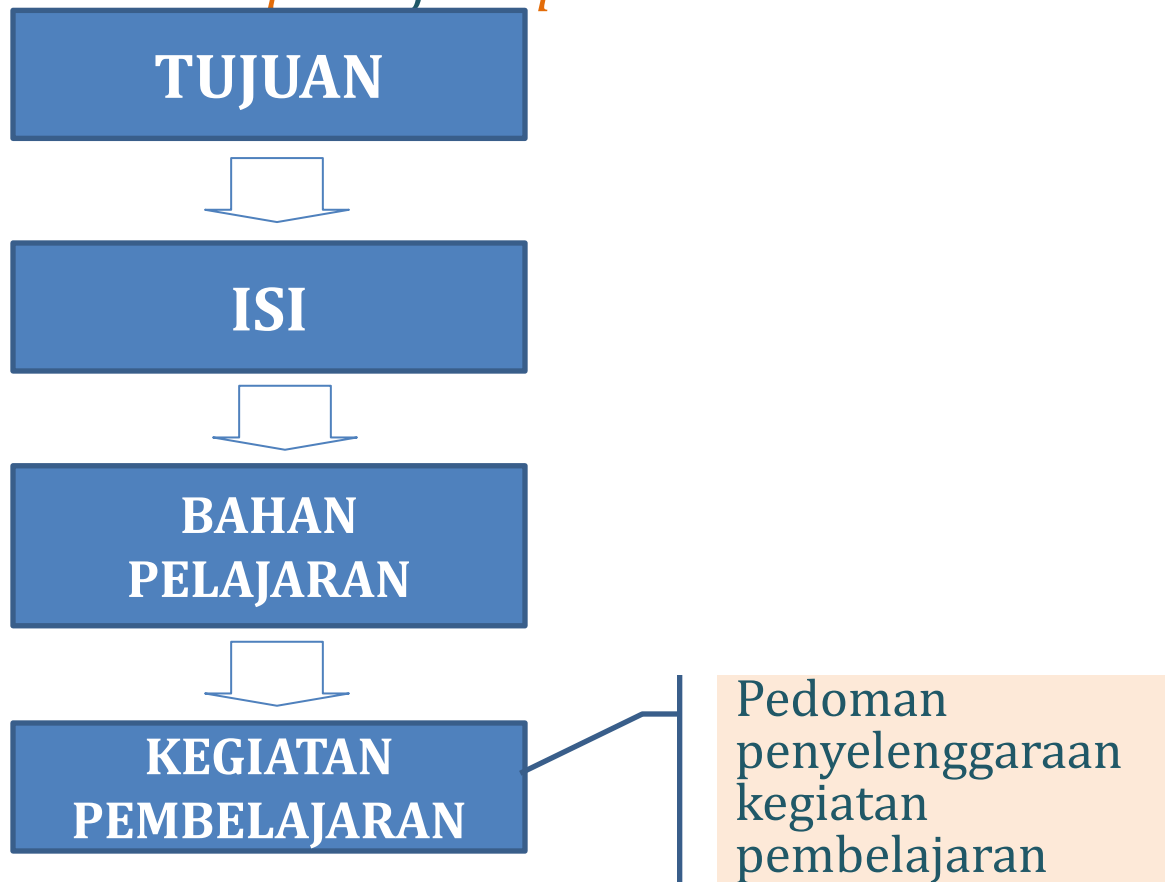 TUJUAN
ISI
BAHAN
PELAJARAN
KEGIATAN
PEMBELAJARAN
Pedoman
penyelenggaraan
kegiatan
pembelajaran